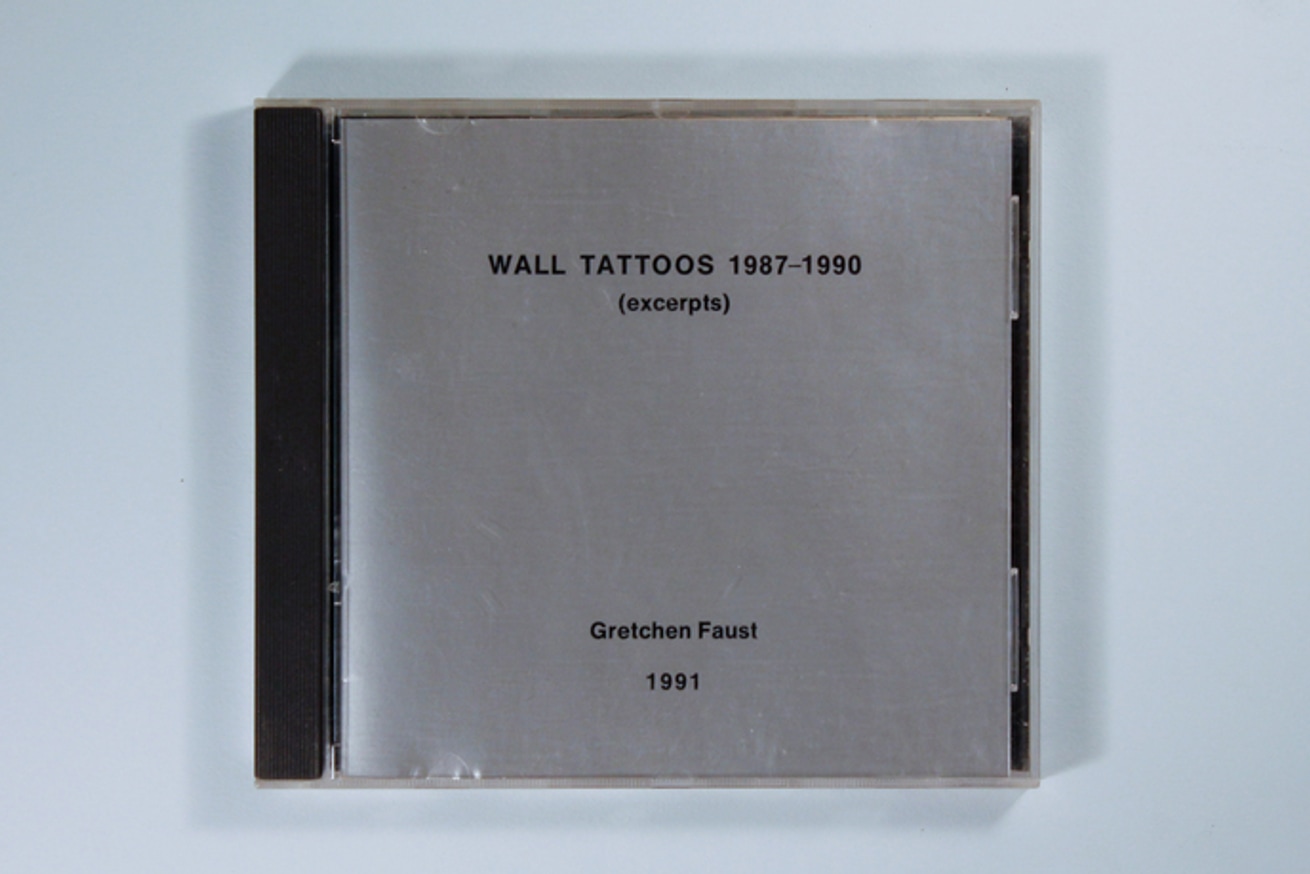 WALL TATTOOS 1987–1990
(excerpts)
Gretchen Faust
1991